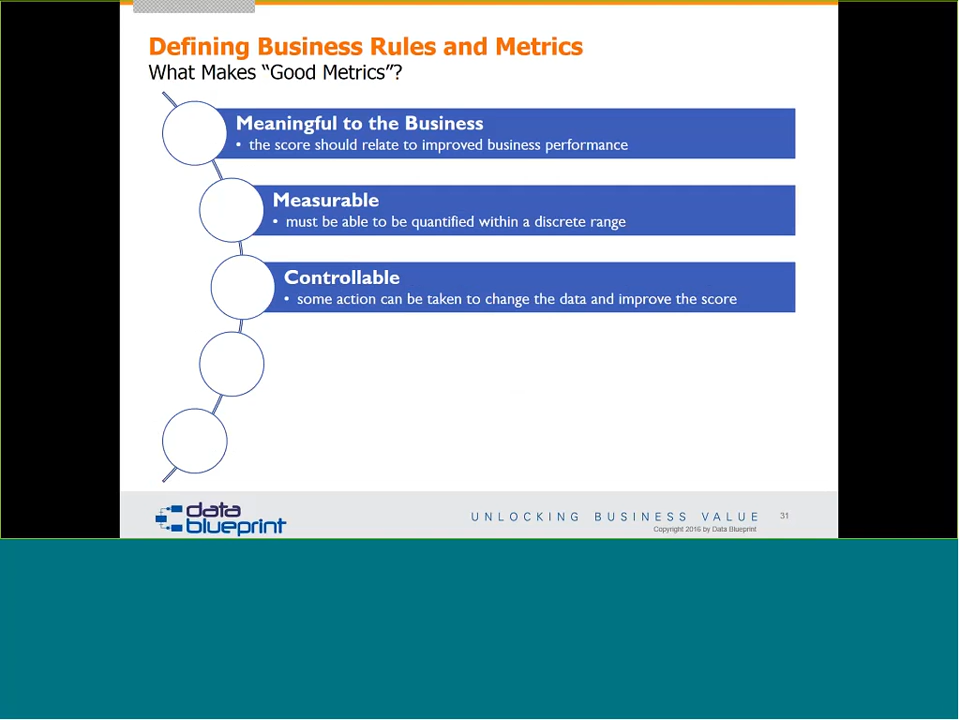 Defining Business Rules and Metrics
What Makes “Good Metrics”?
Meaningful to the Business
• the score should relate to improved business performance
Measurable
• must be able to be quantified within a discrete range
Controllable
• some action can be taken to change the data and improve the score
data
blueprint
UNLOCKING BUSINESS VALUE 31
Copyright 2016 by Data Blueprint